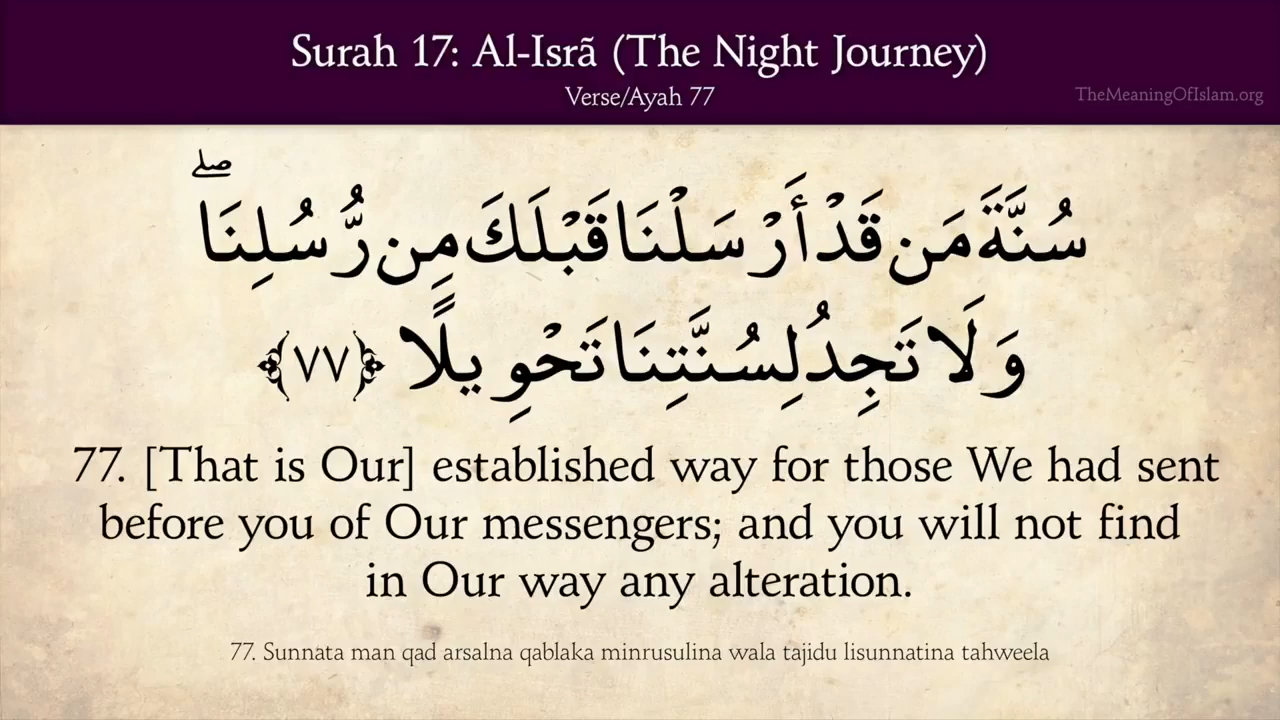 Surah 17: Al-Isrã (The Night Journey)
Verse/Ayah 77
TheMeaningOfIslam.org
سُنَّةَ مَن قَدْ أَرْسَلْنَا قَبْلَكَ مِن رُّسُلِنَا ۖ
وَلَا تَجِدُ لِسُنَّتِنَا تَحْوِيلًا ﴿٧٧﴾
77. [That is Our] established way for those We had sent
before you of Our messengers; and you will not find
in Our way any alteration.
77. Sunnata man qad arsalna qablaka minrusulina wala tajidu lisunnatina tahweela